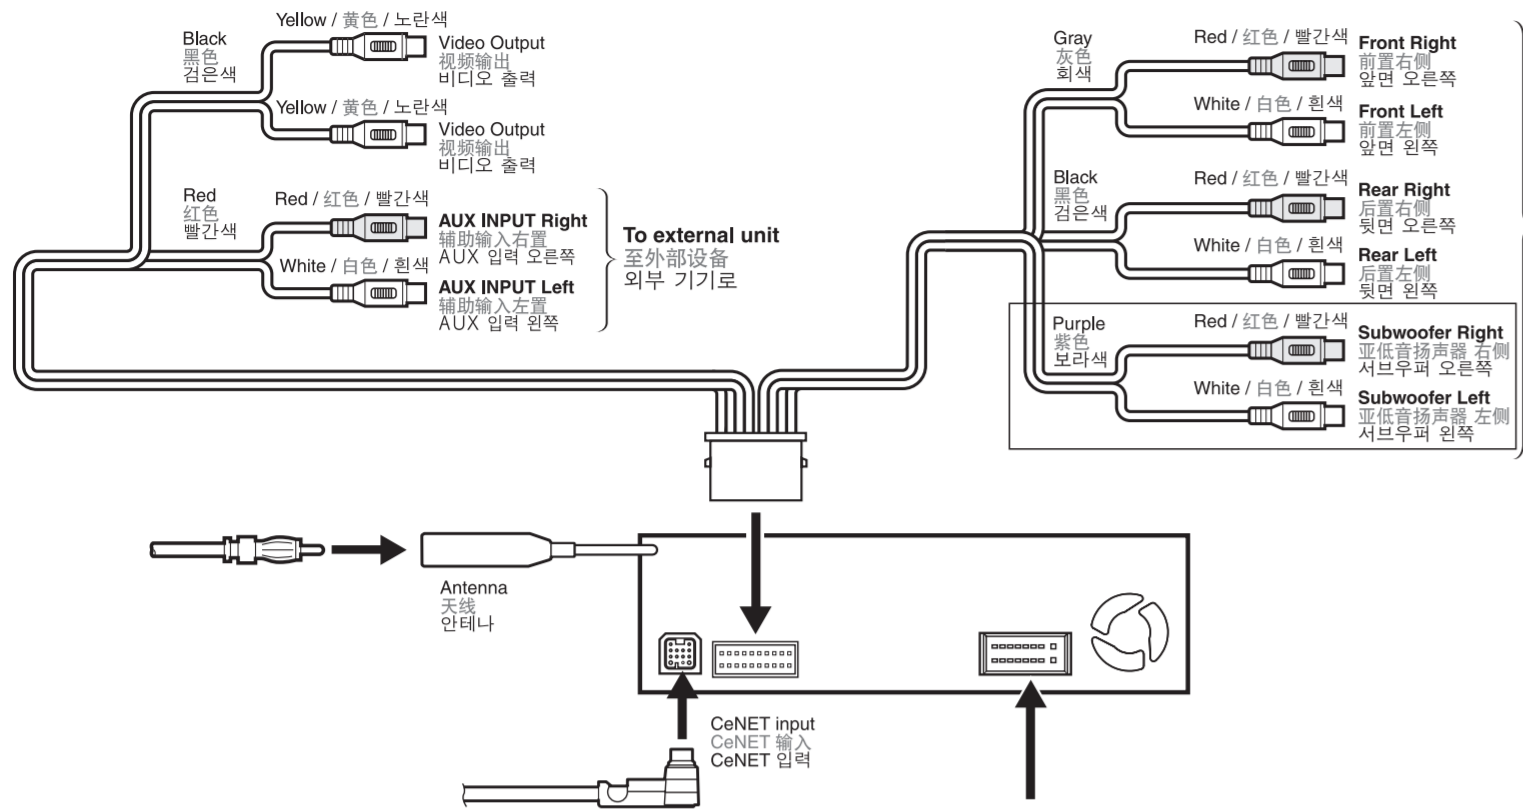 Yellow / 黄色 / 노란색
Black
黑色
검은색
Video Output
视频输出
비디오 출력
Yellow / 黄色 / 노란색
Video Output
视频输出
비디오 출력
Red
红色
빨간색
Red / 红色 / 빨간색
AUX INPUT Right
辅助输入右置
AUX 입력 오른쪽
White / 白色 / 흰색
AUX INPUT Left
辅助输入左置
AUX 입력 왼쪽
To external unit
至外部设备
외부 기기로
Gray
灰色
회색
Red / 红色 / 빨간색
Front Right
前置右侧
앞면 오른쪽
White / 白色 / 흰색
Front Left
前置左侧
앞면 왼쪽
Black
黑色
검은색
Red / 红色 / 빨간색
Rear Right
后置右侧
뒷면 오른쪽
White / 白色 / 흰색
Rear Left
后置左侧
뒷면 왼쪽
Purple
紫色
보라색
Red / 红色 / 빨간색
Subwoofer Right
亚低音扬声器 右侧
서브우퍼 오른쪽
White / 白色 / 흰색
Subwoofer Left
亚低音扬声器 左侧
서브우퍼 왼쪽
Antenna
天线
안테나
CeNET input
CeNET 输入
CeNET 입력